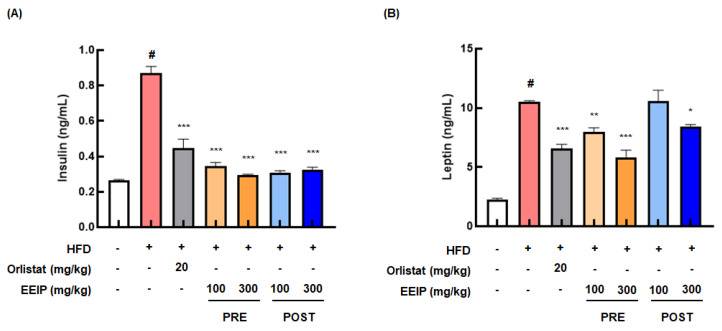 (A)
Insulin (ng/mL)
1.0
0.8
0.6
0.4
0.2
0.0
#
***
***
***
***
***
HFD - + + + + + +
Orlistat (mg/kg) - - 20 - - - -
EEIP (mg/kg) - - - 100 300 100 300
PRE POST
(B)
Leptin (ng/mL)
15
10
5
0
#
***
**
***
*
HFD - + + + + + +
Orlistat (mg/kg) - - 20 - - - -
EEIP (mg/kg) - - - 100 300 100 300
PRE POST